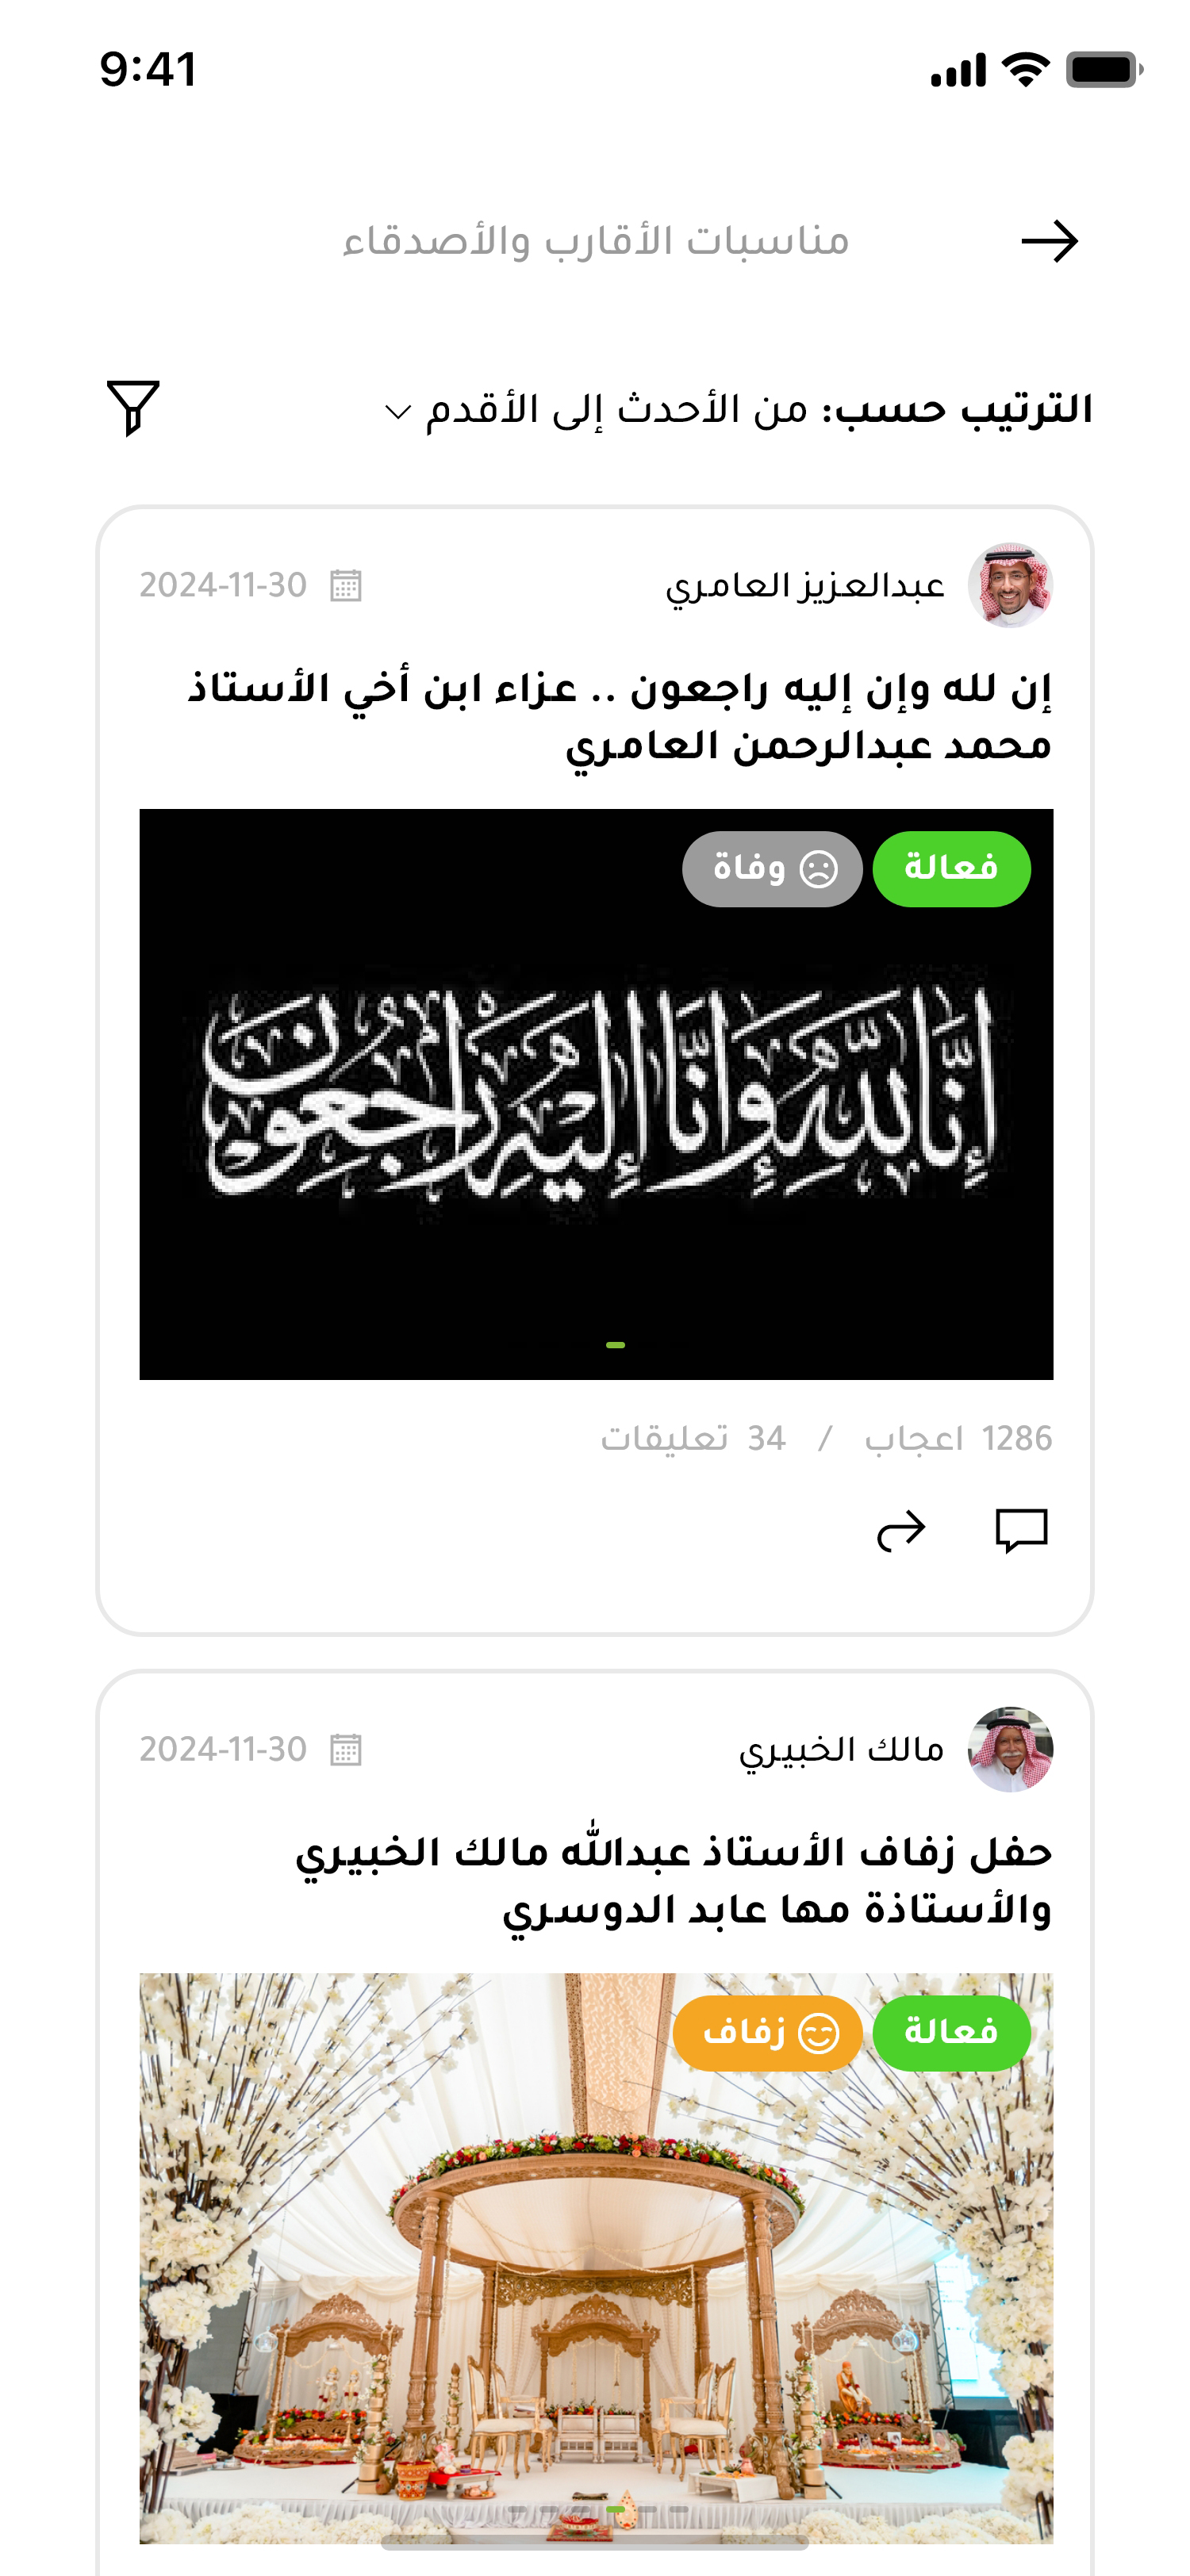 9:41
مناسبات الأقارب والأصدقاء
الترتيب حسب: من الأحدث إلى الأقدم
عبدالعزيز العامري 2024-11-30
إن لله وإن إليه راجعون .. عزاء ابن أخي الأستاذ
محمد عبدالرحمن العامري
فعالة وفاة
إنا لله وإنا إليه راجعون
1286 اعجاب / 34 تعليقات
مالك الخبيري 2024-11-30
حفل زفاف الأستاذ عبدالله مالك الخبيري
والأستاذة مها عابد الدوسري
فعالة زفاف